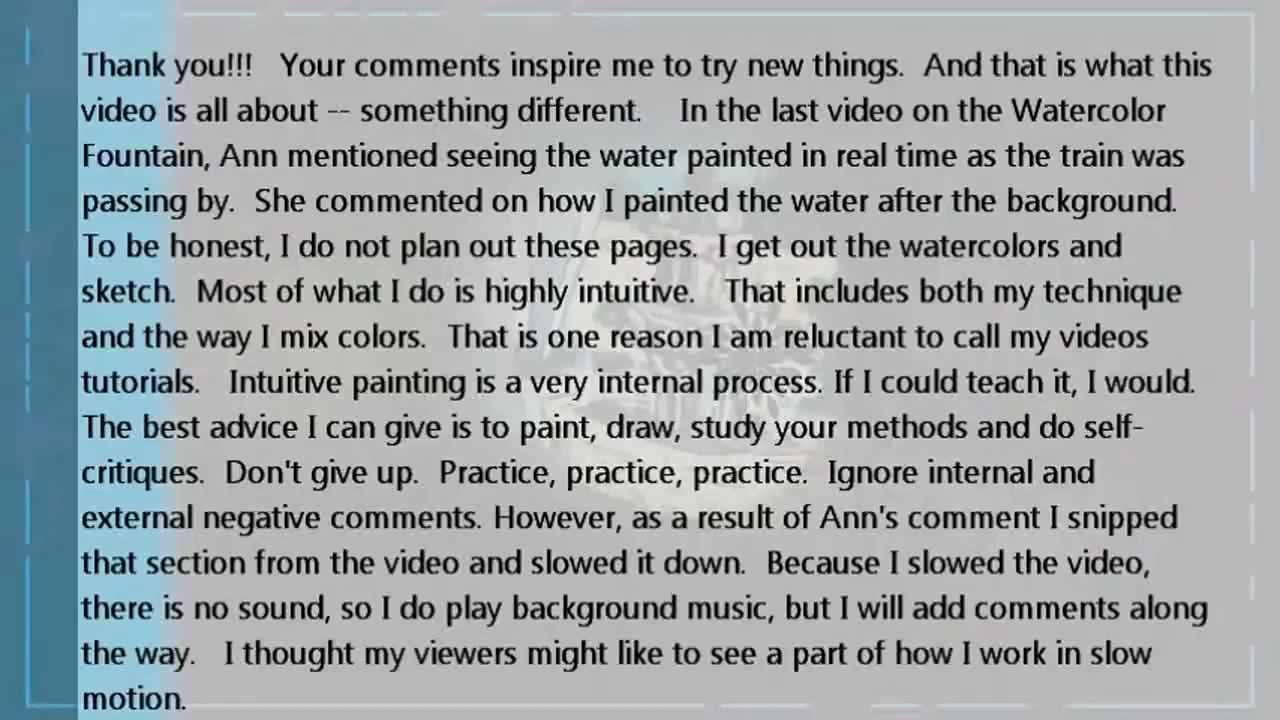 Thank you!!!   Your comments inspire me to try new things.  And that is what this
video is all about -- something different.    In the last video on the Watercolor
Fountain, Ann mentioned seeing the water painted in real time as the train was
passing by.  She commented on how I painted the water after the background.
To be honest, I do not plan out these pages.  I get out the watercolors and
sketch.  Most of what I do is highly intuitive.   That includes both my technique
and the way I mix colors.  That is one reason I am reluctant to call my videos
tutorials.   Intuitive painting is a very internal process. If I could teach it, I would.
The best advice I can give is to paint, draw, study your methods and do self-
critiques.  Don't give up.  Practice, practice, practice.  Ignore internal and
external negative comments. However, as a result of Ann's comment I snipped
that section from the video and slowed it down.  Because I slowed the video,
there is no sound, so I do play background music, but I will add comments along
the way.   I thought my viewers might like to see a part of how I work in slow
motion.